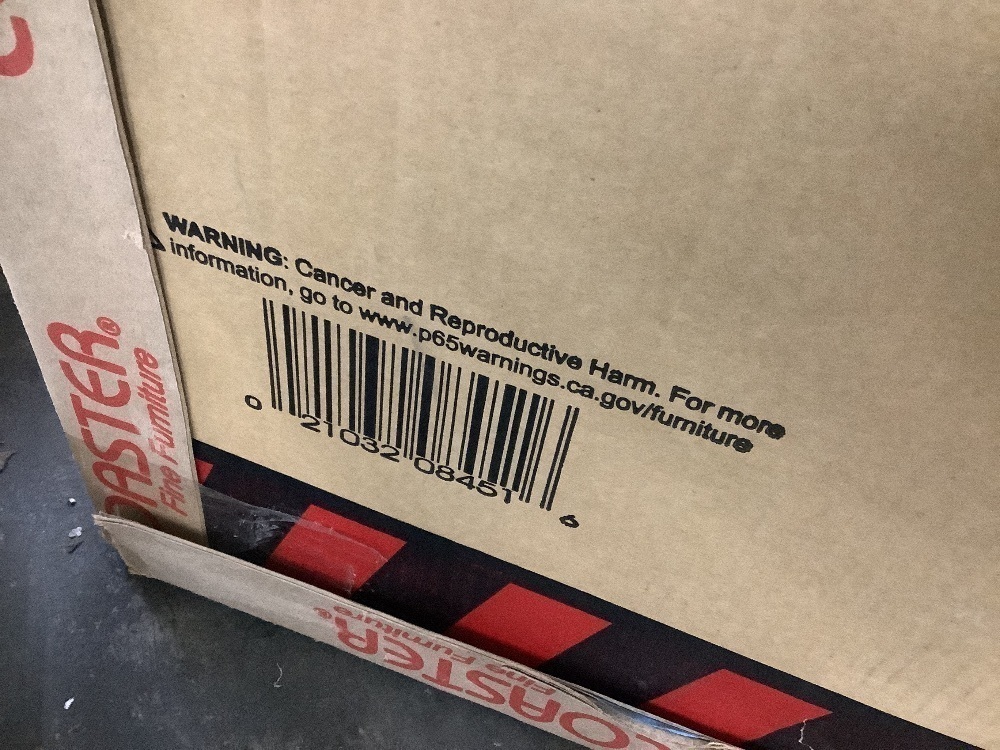 WARNING: Cancer and Reproductive Harm. For more
information, go to www.p65warnings.ca.gov/furniture
0 21032 08451 6
OASTER®
Fine Furniture
COASTER®
Fine Furniture